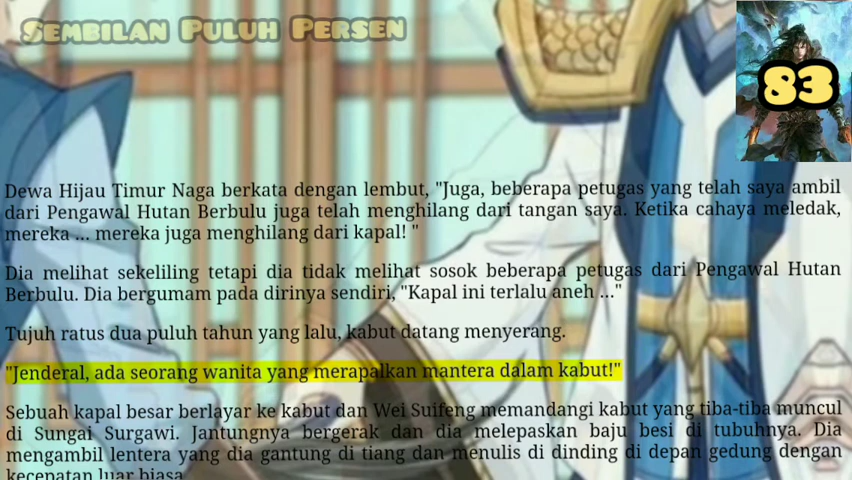 Sembilan Puluh Persen
83
Dewa Hijau Timur Naga berkata dengan lembut, "Juga, beberapa petugas yang telah saya ambil
dari Pengawal Hutan Berbulu juga telah menghilang dari tangan saya. Ketika cahaya meledak,
mereka ... mereka juga menghilang dari kapal! "
Dia melihat sekeliling tetapi dia tidak melihat sosok beberapa petugas dari Pengawal Hutan
Berbulu. Dia bergumam pada dirinya sendiri, "Kapal ini terlalu aneh ..."
Tujuh ratus dua puluh tahun yang lalu, kabut datang menyerang.
"Jenderal, ada seorang wanita yang merapalkan mantera dalam kabut!"
Sebuah kapal besar berlayar ke kabut dan Wei Suifeng memandangi kabut yang tiba-tiba muncul
di Sungai Surgawi. Jantungnya bergerak dan dia melepaskan baju besi di tubuhnya. Dia
mengambil lentera yang dia gantung di tiang dan menulis di dinding di depan gedung dengan
kecepatan luar biasa